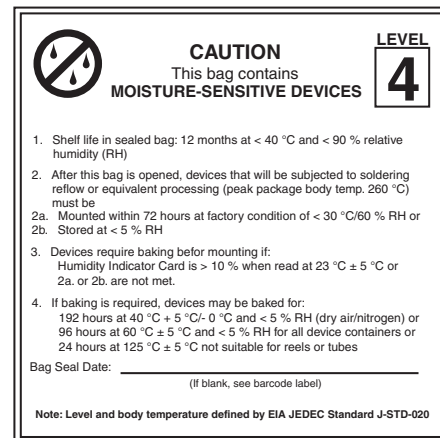 LEVEL
4
CAUTION
This bag contains
MOISTURE-SENSITIVE DEVICES
1. Shelf life in sealed bag: 12 months at < 40 °C and < 90 % relative
humidity (RH)
2. After this bag is opened, devices that will be subjected to soldering
reflow or equivalent processing (peak package body temp. 260 °C)
must be
2a. Mounted within 72 hours at factory condition of < 30 °C/60 % RH or
2b. Stored at < 5 % RH
3. Devices require baking befor mounting if:
Humidity Indicator Card is > 10 % when read at 23 °C ± 5 °C or
2a. or 2b. are not met.
4. If baking is required, devices may be baked for:
192 hours at 40 °C + 5 °C/- 0 °C and < 5 % RH (dry air/nitrogen) or
96 hours at 60 °C ± 5 °C and < 5 % RH for all device containers or
24 hours at 125 °C ± 5 °C not suitable for reels or tubes
Bag Seal Date:
(If blank, see barcode label)
Note: Level and body temperature defined by EIA JEDEC Standard J-STD-020